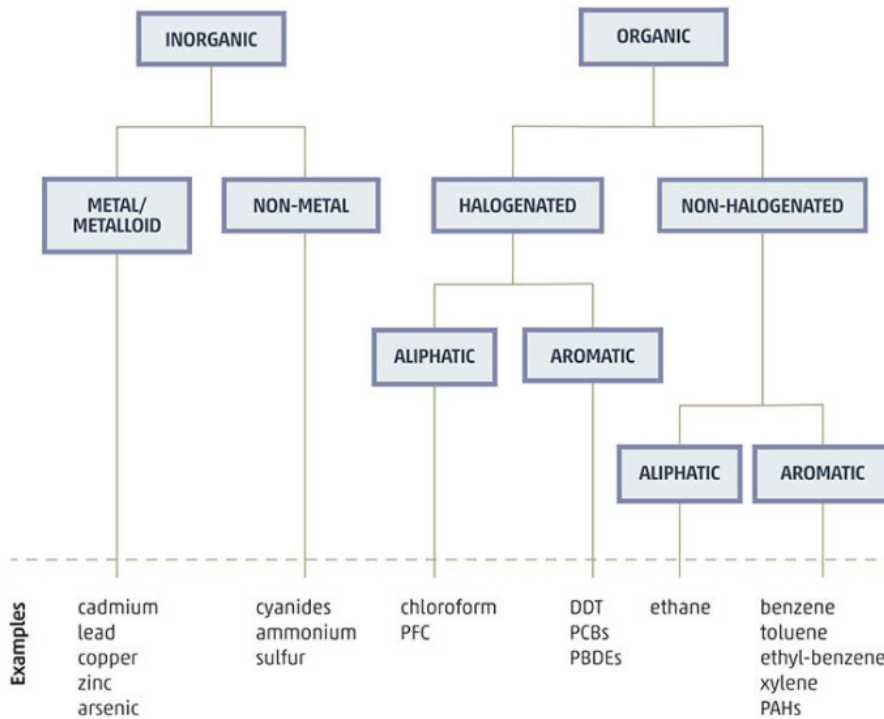 INORGANIC
ORGANIC
METAL/
METALLOID
NON-METAL
HALOGENATED
NON-HALOGENATED
ALIPHATIC
AROMATIC
ALIPHATIC
AROMATIC
Examples
cadmium
lead
copper
zinc
arsenic
cyanides
ammonium
sulfur
chloroform
PFC
DDT
PCBs
PBDEs
ethane
benzene
toluene
ethyl-benzene
xylene
PAHs